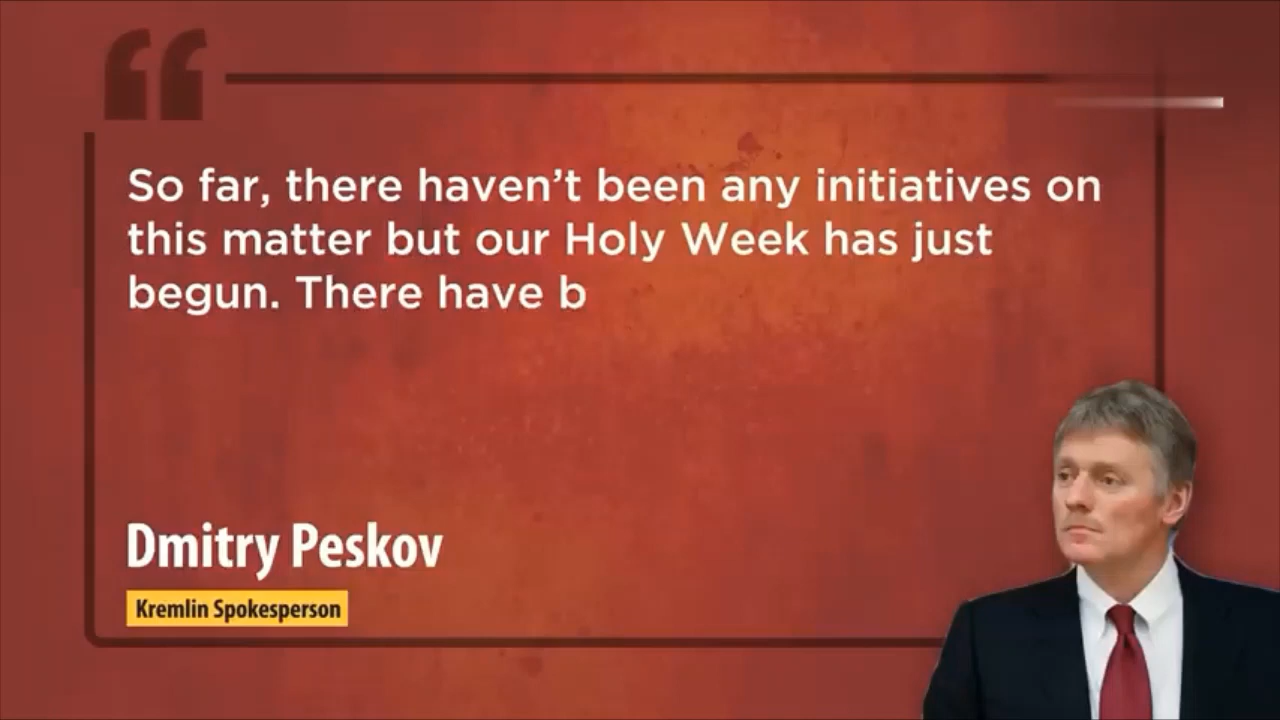 So far, there haven’t been any initiatives on
this matter but our Holy Week has just
begun. There have b
Dmitry Peskov
Kremlin Spokesperson